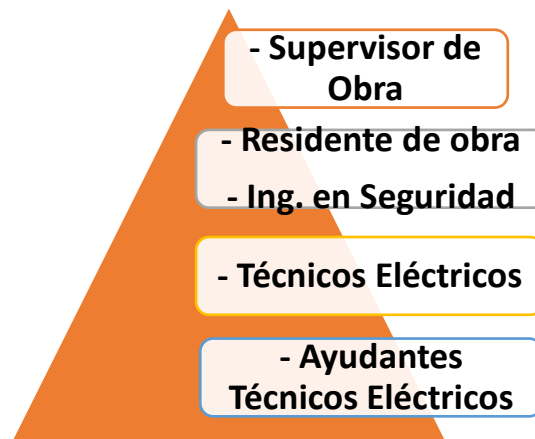 - Supervisor de
Obra
- Residente de obra
- Ing. en Seguridad
- Técnicos Eléctricos
- Ayudantes
Técnicos Eléctricos